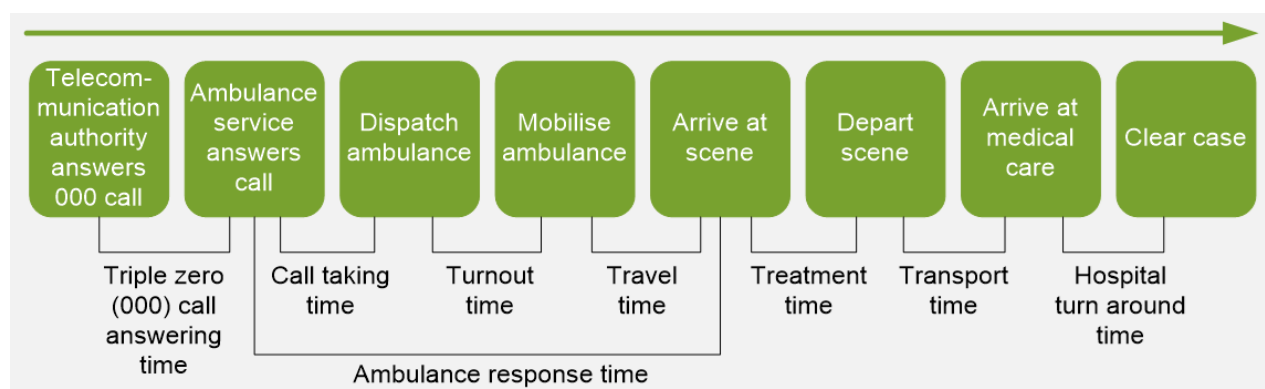 Telecom-
munication
authority
answers
000 call
Ambulance
service
answers
call
Dispatch
ambulance
Mobilise
ambulance
Arrive at
scene
Depart
scene
Arrive at
medical
care
Clear case
Triple zero
(000) call
answering
time
Call taking
time
Turnout
time
Travel
time
Treatment
time
Transport
time
Hospital
turn around
time
Ambulance response time